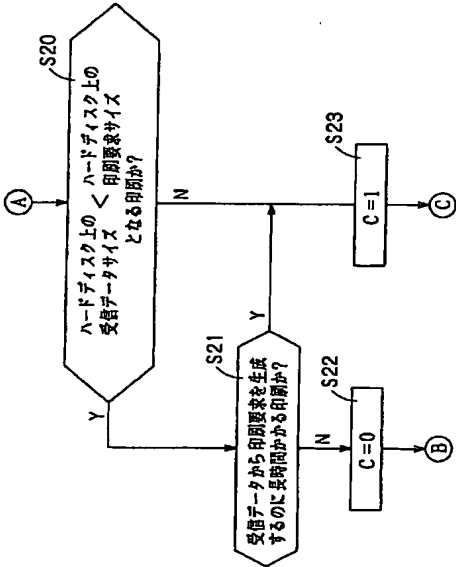 A
S20
ハードディスク上の
受信データサイズ < ハードディスク上の
印刷要求サイズ
となる印刷か?
Y
N
S21
受信データから印刷要求を生成
するのに長時間かかる印刷か?
Y
N
S22
C=0
S23
C=1
B
C